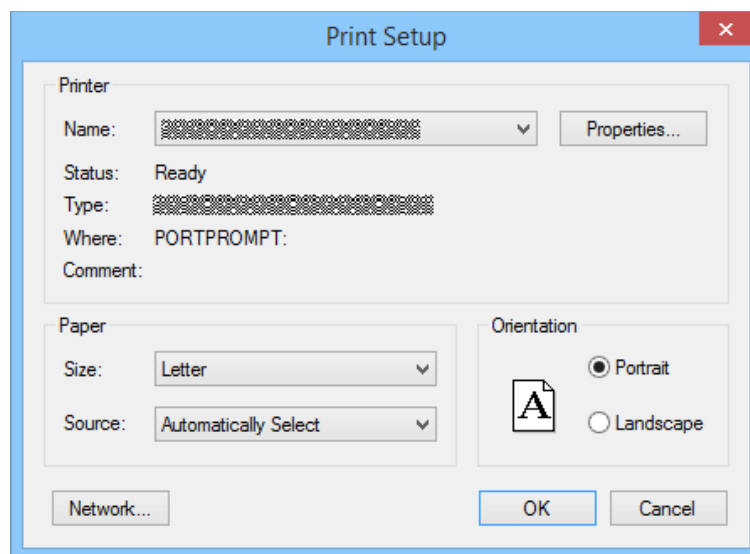 Print Setup
Printer
Name:
Properties...
Status: Ready
Type:
Where: PORTPROMPT:
Comment:
Paper
Size: Letter
Source: Automatically Select
Orientation
A
Portrait
Landscape
Network...
OK
Cancel